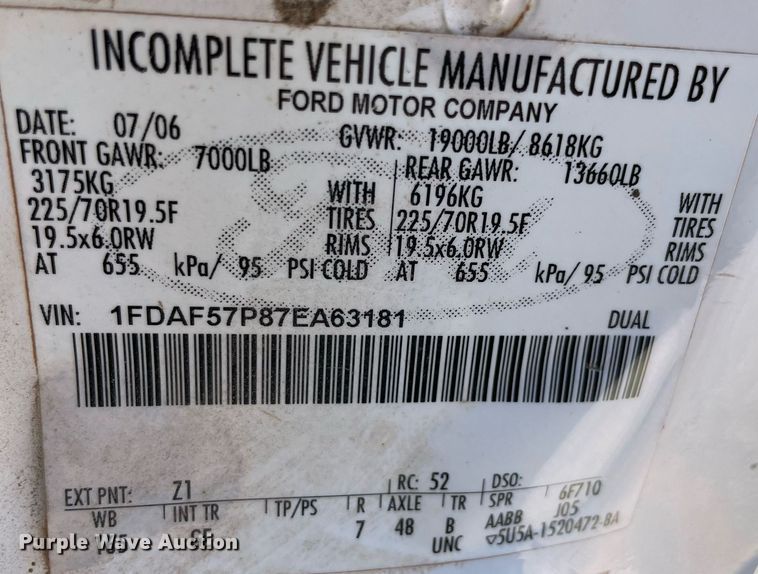 INCOMPLETE VEHICLE MANUFACTURED BY
FORD MOTOR COMPANY
DATE: 07/06 GVWR: 19000LB/ 8618KG
FRONT GAWR: 7000LB REAR GAWR: 13660LB
3175KG WITH 6196KG WITH
225/70R19.5F TIRES 225/70R19.5F TIRES
19.5x6.0RW RIMS 19.5x6.0RW RIMS
AT 655 kPa/ 95 PSI COLD AT 655 kPa/ 95 PSI COLD
VIN: 1FDAF57P87EA63181 DUAL
EXT PNT: Z1 RC: 52 DSO:
WB INT TR TP/PS R AXLE TR SPR 6F710
7 48 B AABB J05
UNC ▽5U5A-1520472-BA
Purple Wave Auction